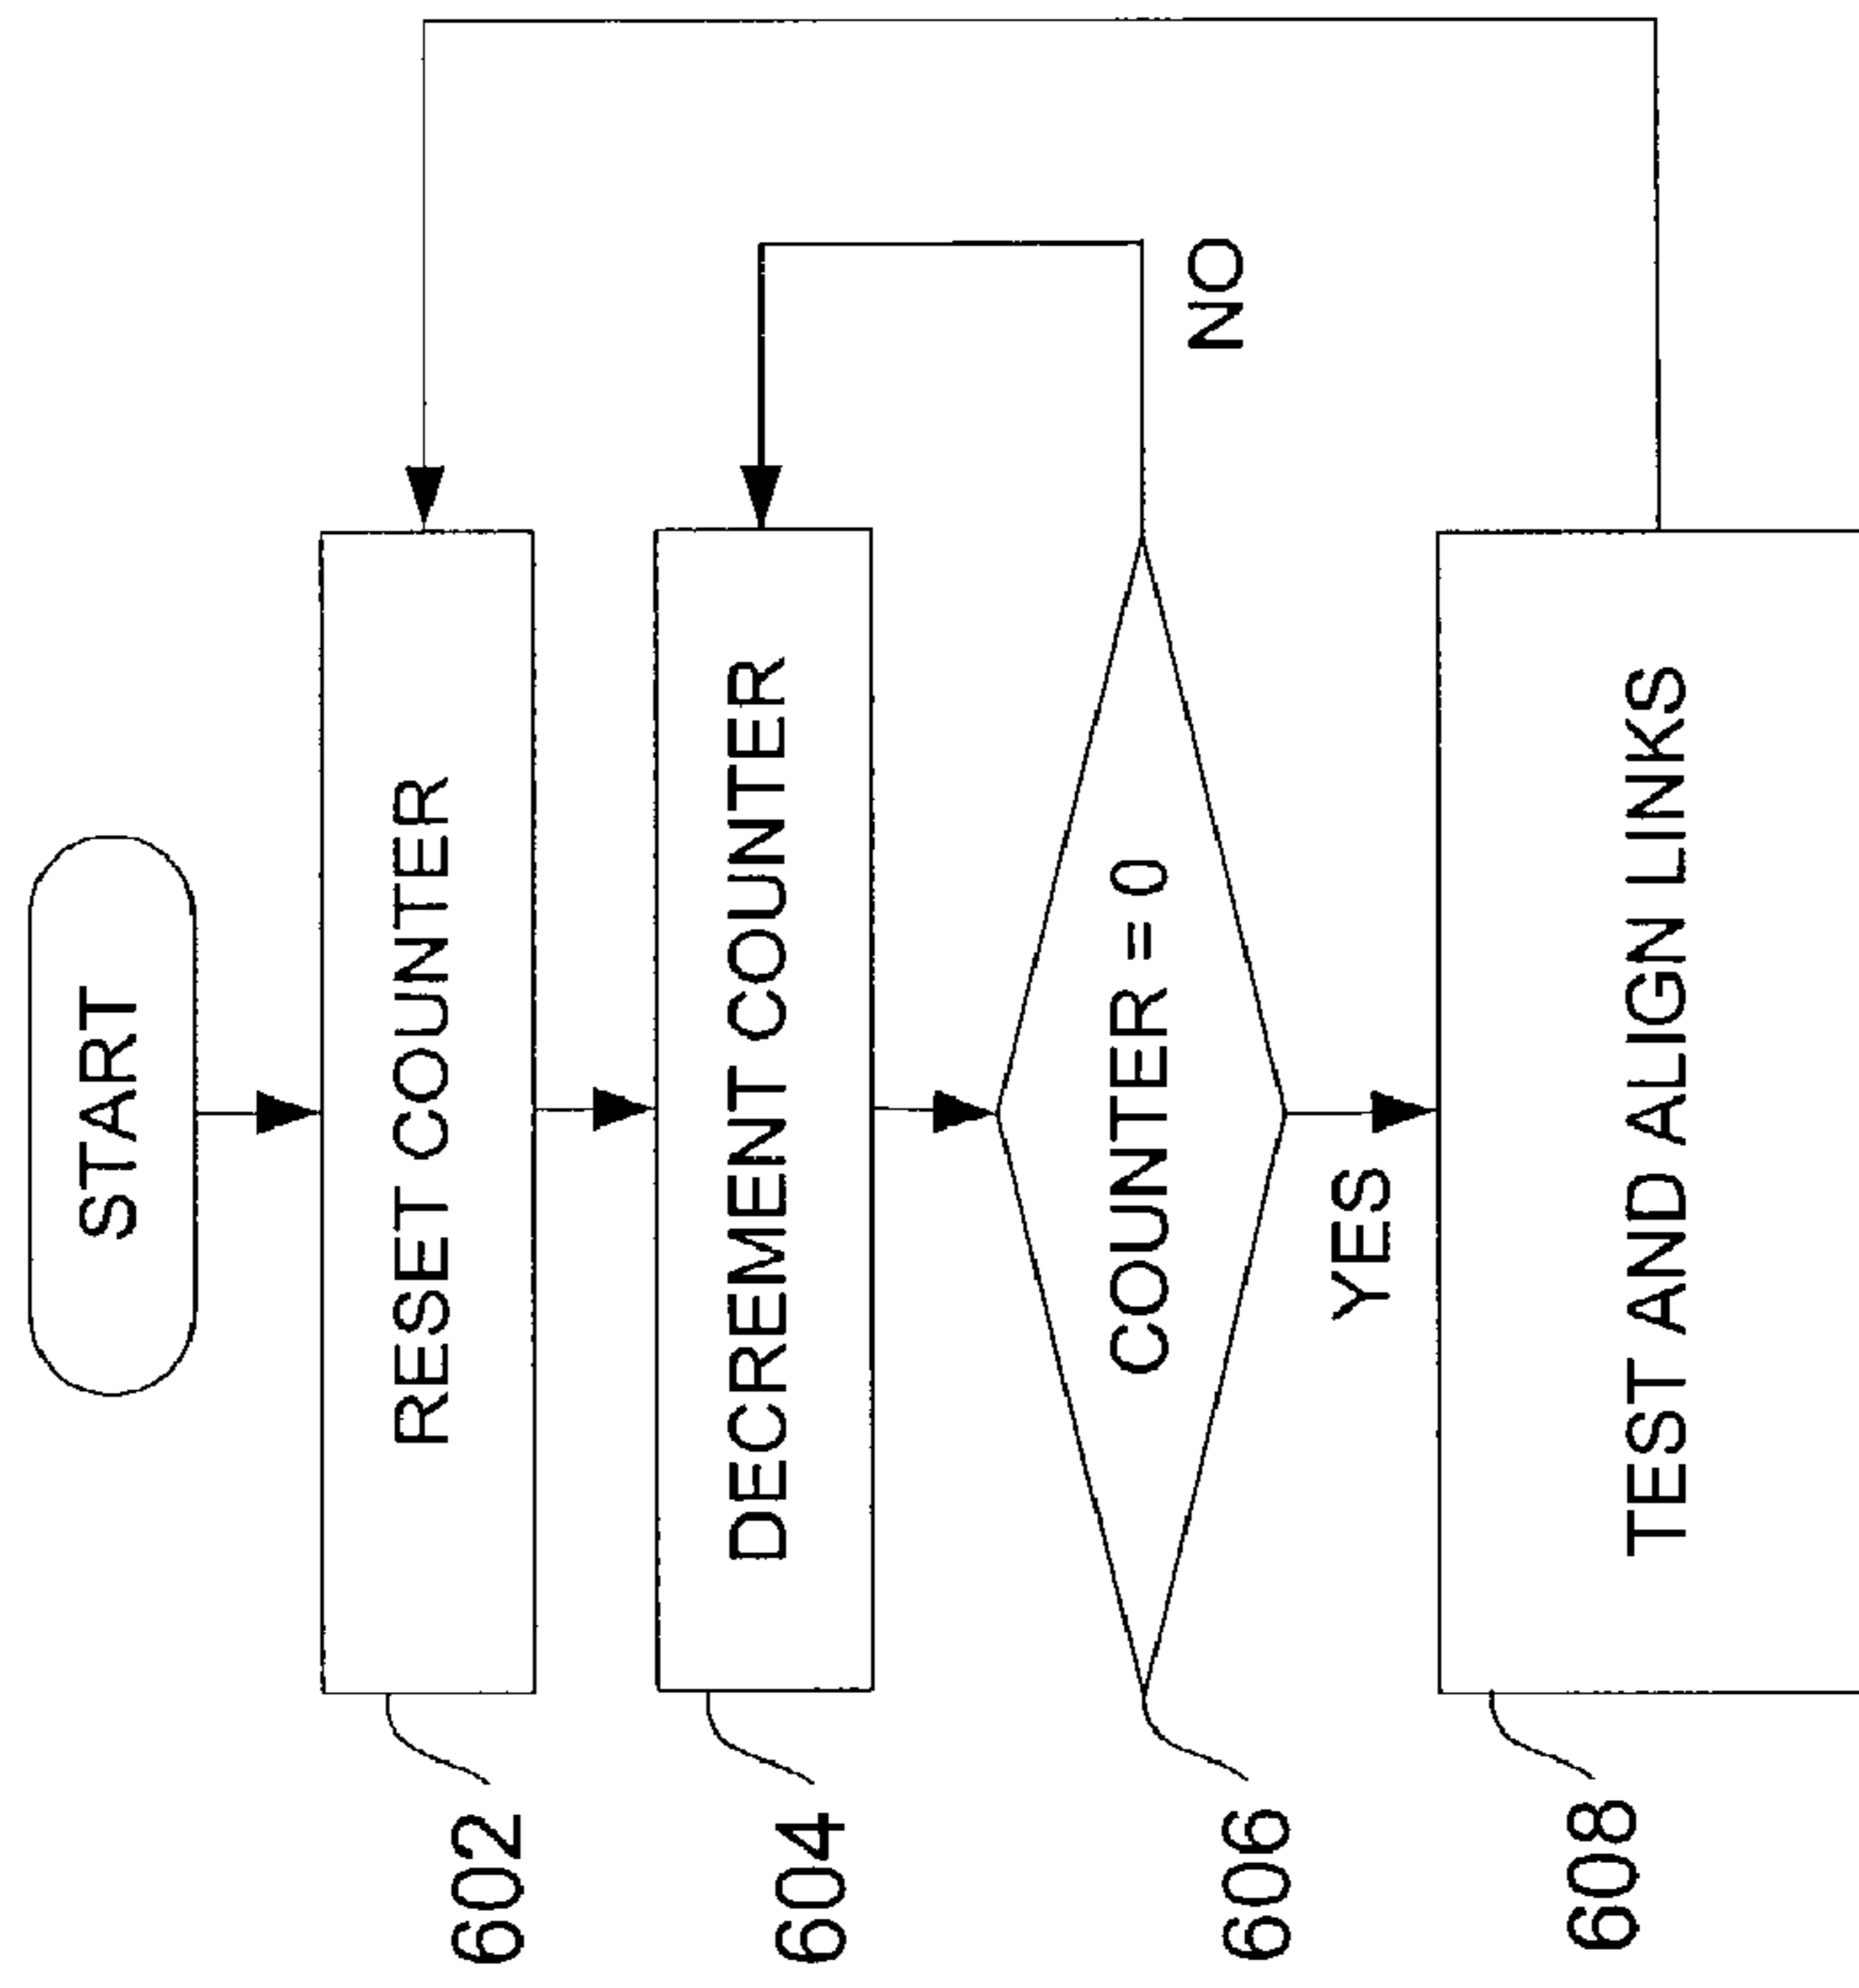 START
RESET COUNTER
602
DECREMENT COUNTER
604
COUNTER = 0
606
NO
YES
TEST AND ALIGN LINKS
608